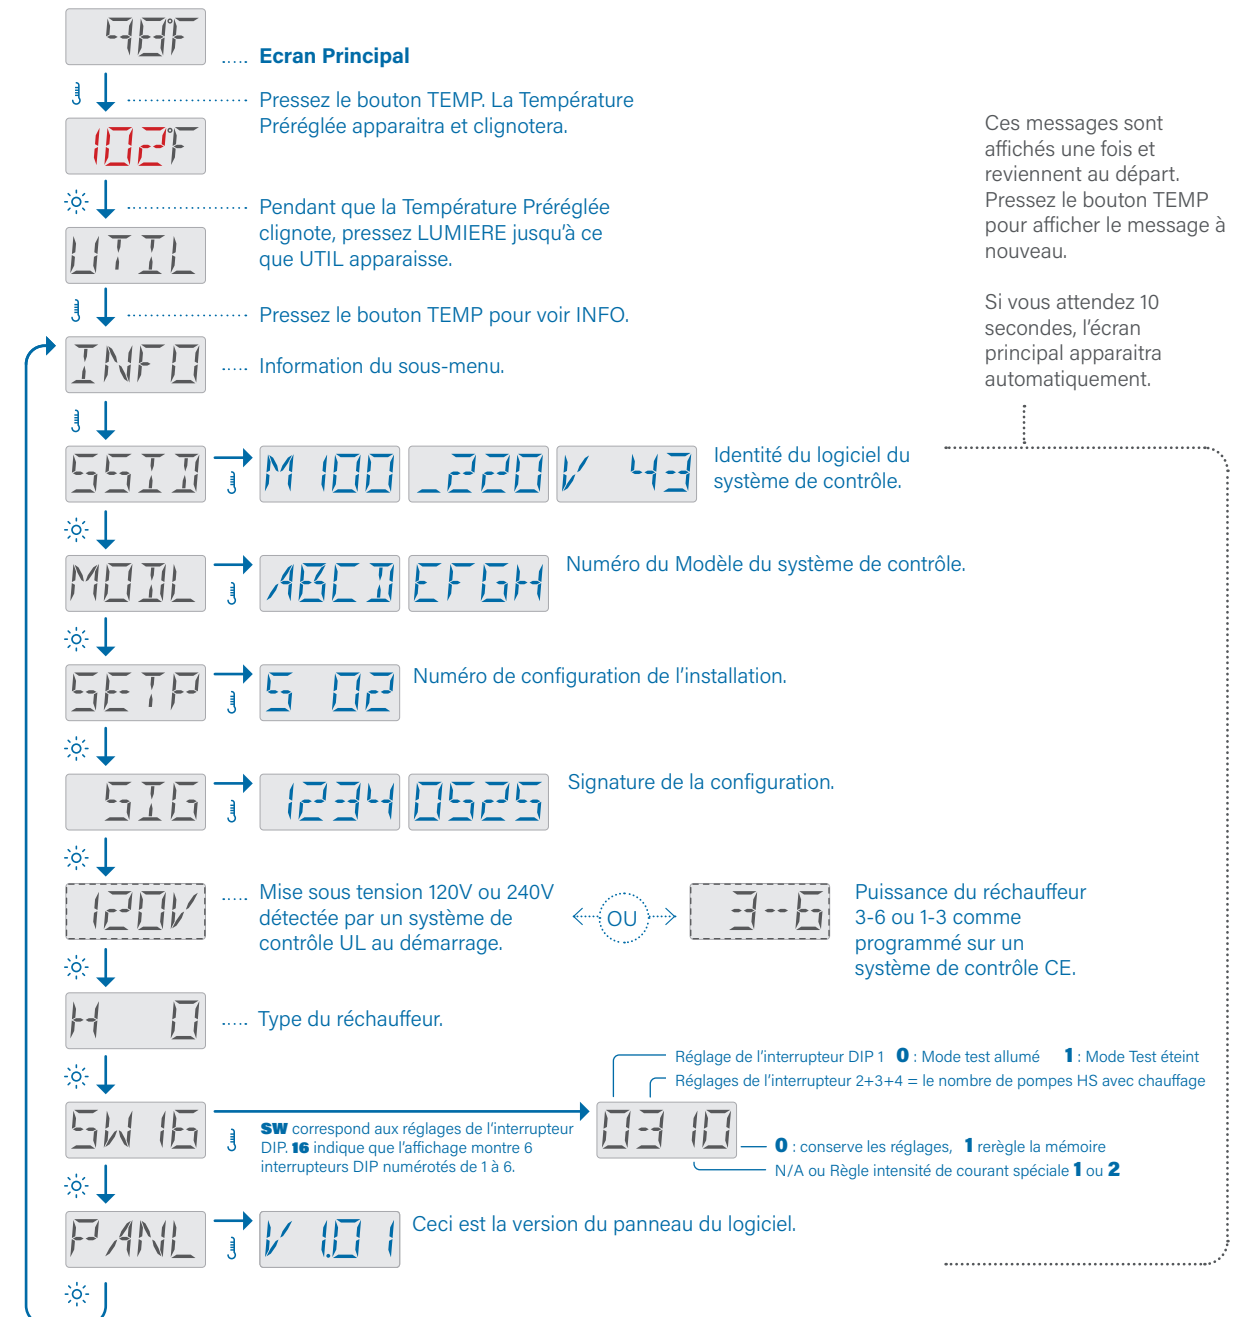 98°F
Ecran Principal
Pressez le bouton TEMP. La Température
Préréglée apparaitra et clignotera.
102°F
Pendant que la Température Préréglée
clignote, pressez LUMIERE jusqu'à ce
que UTIL apparaisse.
UTIL
Pressez le bouton TEMP pour voir INFO.
INFO
Information du sous-menu.
Ces messages sont
affichés une fois et
reviennent au départ.
Pressez le bouton TEMP
pour afficher le message à
nouveau.
Si vous attendez 10
secondes, l'écran
principal apparaitra
automatiquement.
SSID
M 100 _220 V 43
Identité du logiciel du
système de contrôle.
MODL
ABCD EFGH
Numéro du Modèle du système de contrôle.
SETP
S 02
Numéro de configuration de l'installation.
SIG
1234 0525
Signature de la configuration.
120V
Mise sous tension 120V ou 240V
détectée par un système de
contrôle UL au démarrage.
OU
3-6
Puissance du réchauffeur
3-6 ou 1-3 comme
programmé sur un
système de contrôle CE.
H 0
Type du réchauffeur.
Réglage de l'interrupteur DIP 1 0 : Mode test allumé 1 : Mode Test éteint
Réglages de l'interrupteur 2+3+4 = le nombre de pompes HS avec chauffage
SW 16
SW correspond aux réglages de l'interrupteur
DIP. 16 indique que l'affichage montre 6
interrupteurs DIP numérotés de 1 à 6.
0310
0 : conserve les réglages, 1 rerègle la mémoire
N/A ou Règle intensité de courant spéciale 1 ou 2
PANL
V 1.01
Ceci est la version du panneau du logiciel.